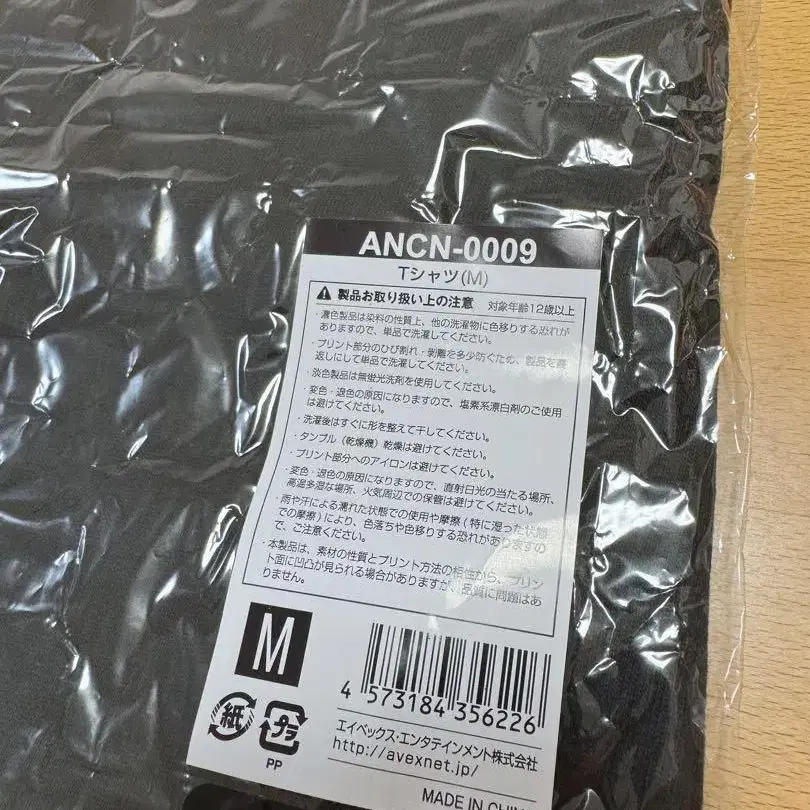 ANCN-0009
Tシャツ(M)
製品お取り扱い上の注意 対象年齢12歳以上
・濃色製品は染料の性質上、他の洗濯物に色移りする恐れが
ありますので、単品で洗濯してください。
・プリント部分のひび割れ・剥離を多少防ぐため、製品を裏
返しにして単品で洗濯してください。
・淡色製品は無蛍光洗剤を使用してください。
・変色・退色の原因になりますので、塩素系漂白剤のご使用
は避けてください。
・洗濯後はすぐに形を整えて干してください。
・タンブル（乾燥機）乾燥は避けてください。
・プリント部分へのアイロンは避けてください。
・変色・退色の原因になりますので、直射日光の当たる場所、
高温多湿な場所、火気周辺での保管は避けてください。
・雨や汗による濡れた状態での使用や摩擦(特に湿った状態
での摩擦)により、色落ちや色移りする恐れがありますの
で、ご注意ください。
・本製品は、素材の性質とプリント方法の相性から、プリン
ト面に凹凸が見られる場合がありますが、品質に問題はあ
りません。
M
4 573184 356226
紙
プラ
PP
エイベックス・エンタテインメント株式会社
http://avexnet.jp/
MADE IN CHIN